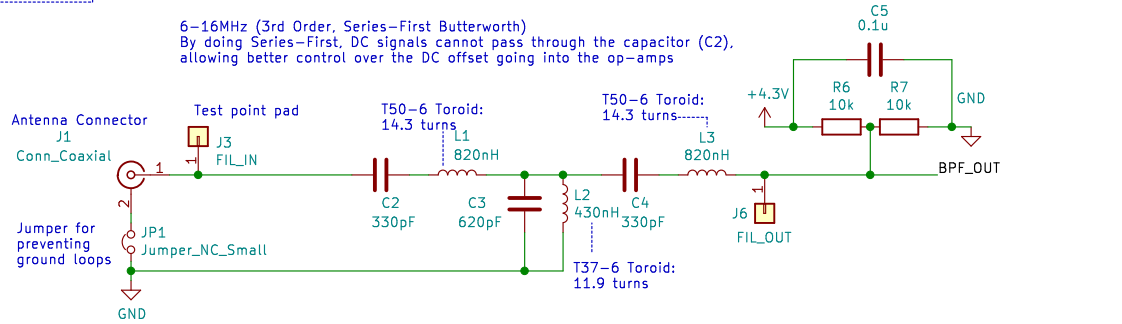 6-16MHz (3rd Order, Series-First Butterworth)
By doing Series-First, DC signals cannot pass through the capacitor (C2),
allowing better control over the DC offset going into the op-amps
C5
0.1u
+4.3V
R6
10k
R7
10k
GND
Antenna Connector
J1
Conn_Coaxial
1
2
Test point pad
J3
FIL_IN
1
T50-6 Toroid:
14.3 turns
L1
820nH
C2
330pF
C3
620pF
L2
430nH
T37-6 Toroid:
11.9 turns
C4
330pF
T50-6 Toroid:
14.3 turns
L3
820nH
1
J6
FIL_OUT
BPF_OUT
Jumper for
preventing
ground loops
JP1
Jumper_NC_Small
GND